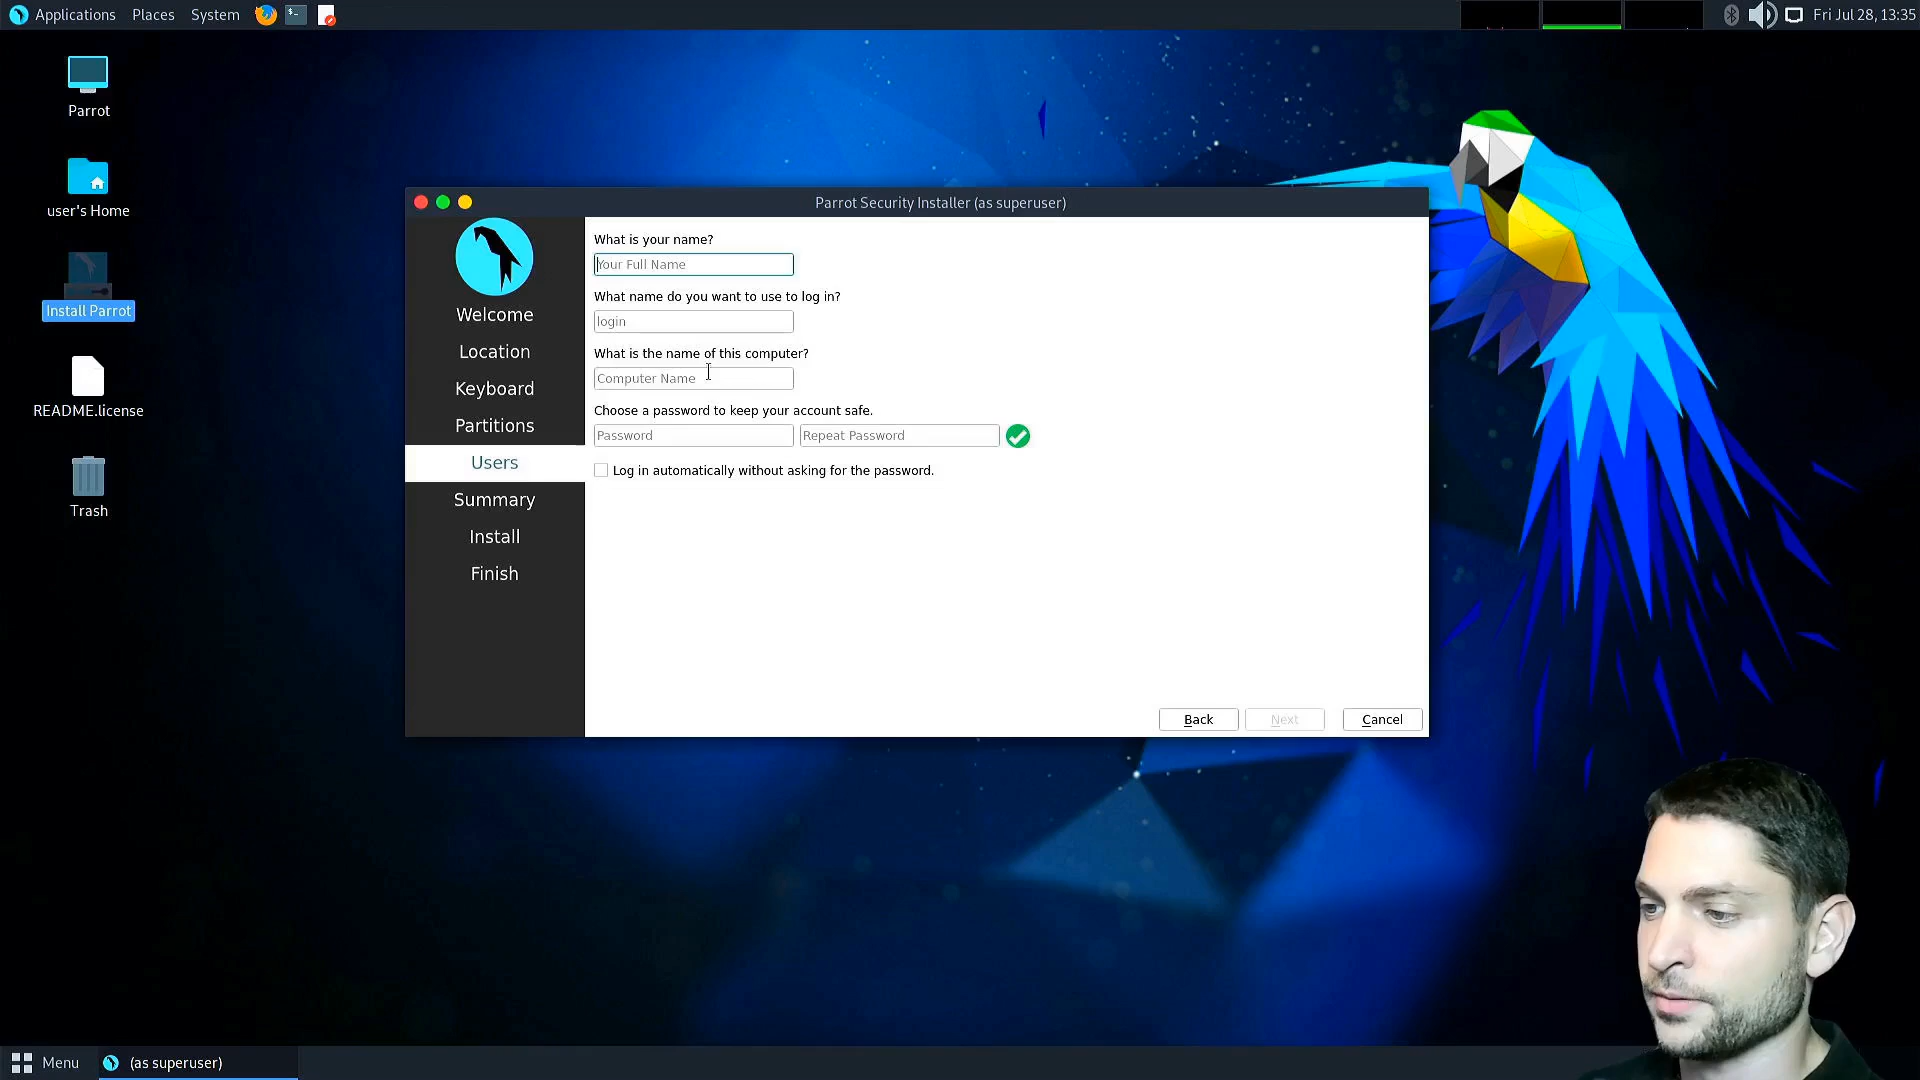 Applications Places System
Fri Jul 28, 13:35
Parrot
user's Home
Install Parrot
README.license
Trash
Parrot Security Installer (as superuser)
Welcome
Location
Keyboard
Partitions
Users
Summary
Install
Finish
What is your name?
Your Full Name
What name do you want to use to log in?
login
What is the name of this computer?
Computer Name
Choose a password to keep your account safe.
Password Repeat Password
Log in automatically without asking for the password.
Back Next Cancel
Menu (as superuser)